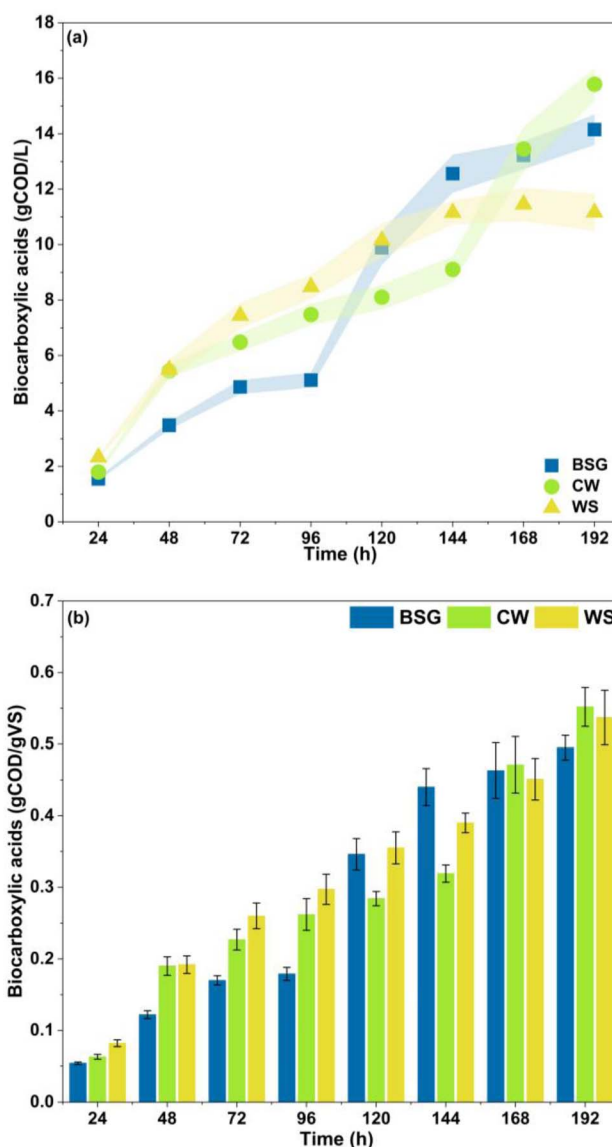 (a)
Biocarboxylic acids (gCOD/L)
18
16
14
12
10
8
6
4
2
0
BSG
CW
WS
24 48 72 96 120 144 168 192
Time (h)
(b)
BSG CW WS
Biocarboxylic acids (gCOD/gVS)
0.7
0.6
0.5
0.4
0.3
0.2
0.1
0.0
24 48 72 96 120 144 168 192
Time (h)